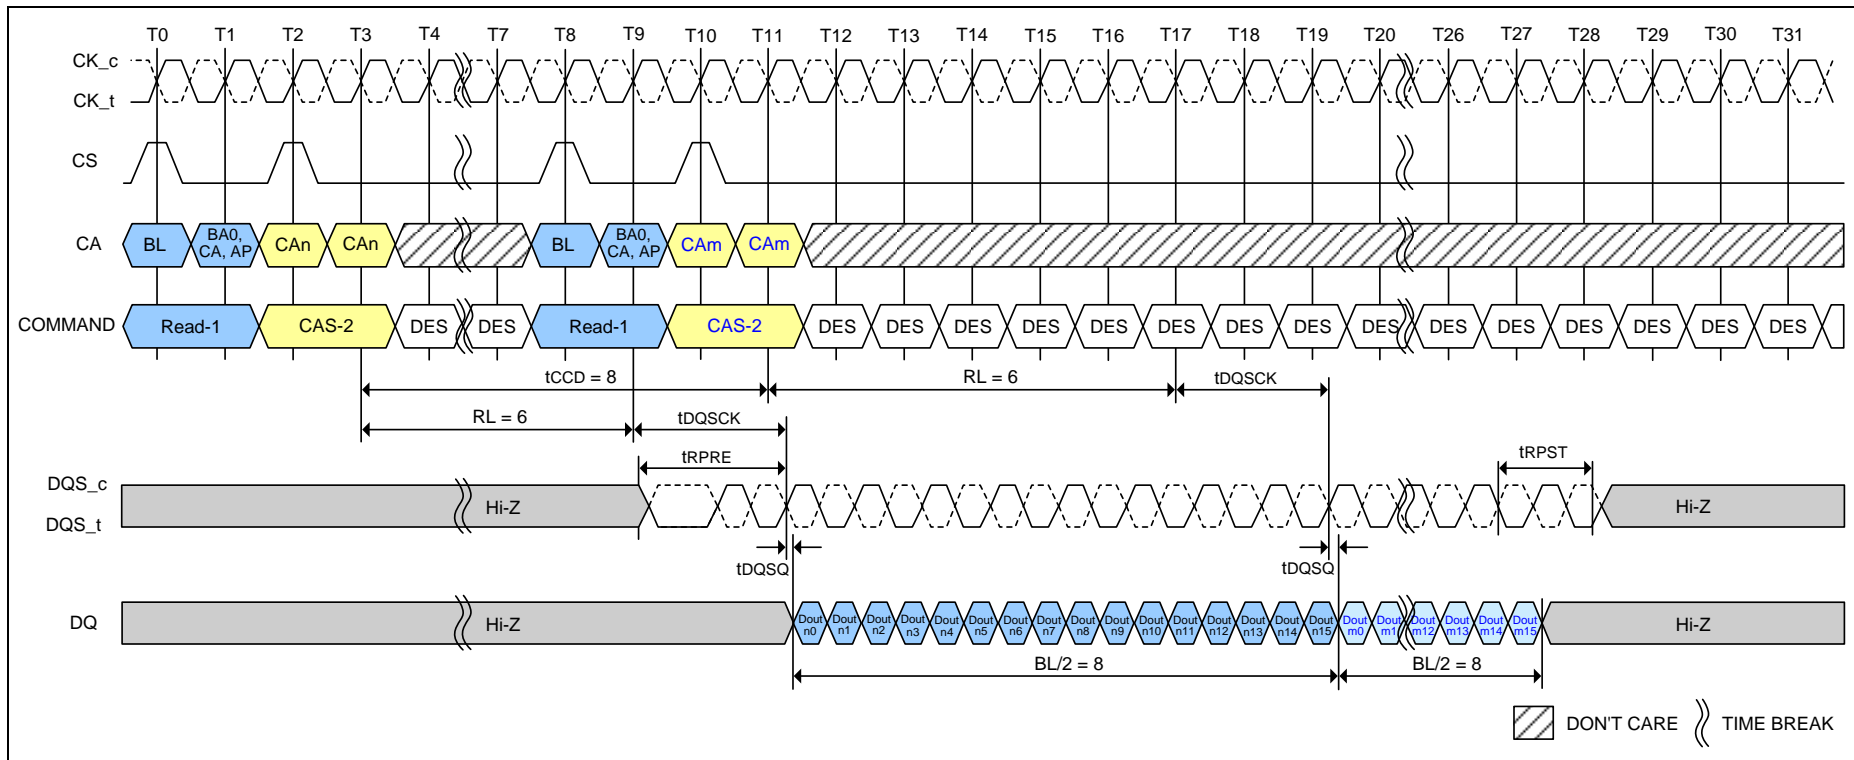 T0 T1 T2 T3 T4 T7 T8 T9 T10 T11 T12 T13 T14 T15 T16 T17 T18 T19 T20 T26 T27 T28 T29 T30 T31
CK_c
CK_t
CS
CA BL BA0, CA, AP CAn CAn BL BA0, CA, AP CAm CAm
COMMAND Read-1 CAS-2 DES DES Read-1 CAS-2 DES DES DES DES DES DES DES DES DES DES DES DES DES DES DES
tCCD = 8 RL = 6 tDQSCK
RL = 6 tDQSCK
tRPRE tRPST
DQS_c
Hi-Z Hi-Z
DQS_t
tDQSQ tDQSQ
DQ Hi-Z Dout n0 Dout n1 Dout n2 Dout n3 Dout n4 Dout n5 Dout n6 Dout n7 Dout n8 Dout n9 Dout n10 Dout n11 Dout n12 Dout n13 Dout n14 Dout n15 Dout m0 Dout m1 Dout m12 Dout m13 Dout m14 Dout m15 Hi-Z
BL/2 = 8 BL/2 = 8
DON'T CARE TIME BREAK